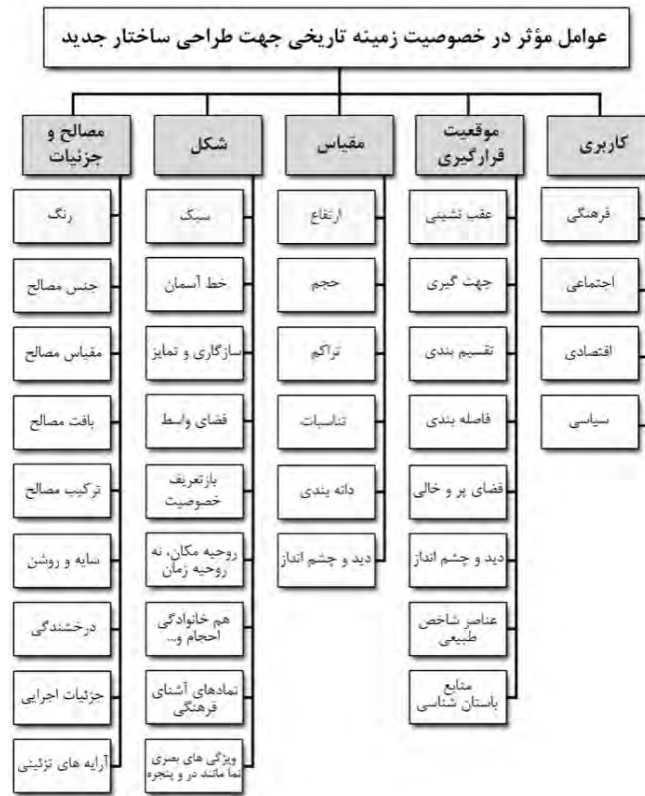 عوامل مؤثر در خصوصیت زمینه تاریخی جهت طراحی ساختار جدید
کاربری
فرهنگی
اجتماعی
اقتصادی
سیاسی
موقعیت
قرارگیری
عقب نشینی
جهت گیری
تقسیم بندی
فاصله بندی
فضای پر و خالی
دید و چشم انداز
عناصر شاخص
طبیعی
منابع
باستان شناسی
مقیاس
ارتفاع
حجم
تراکم
تناسبات
دانه بندی
دید و چشم انداز
شکل
سبک
خط آسمان
سازگاری و تمایز
فضای واسط
بازتعریف
خصوصیت
روحیه مکان، نه
روحیه زمان
هم خانوادگی
احجام و...
نمادهای آشنای
فرهنگی
ویژگی های بصری
نما مانند در و پنجره
مصالح و
جزئیات
رنگ
جنس مصالح
مقیاس مصالح
بافت مصالح
ترکیب مصالح
سایه و روشن
درخشندگی
جزئیات اجرایی
آرایه های تزئینی